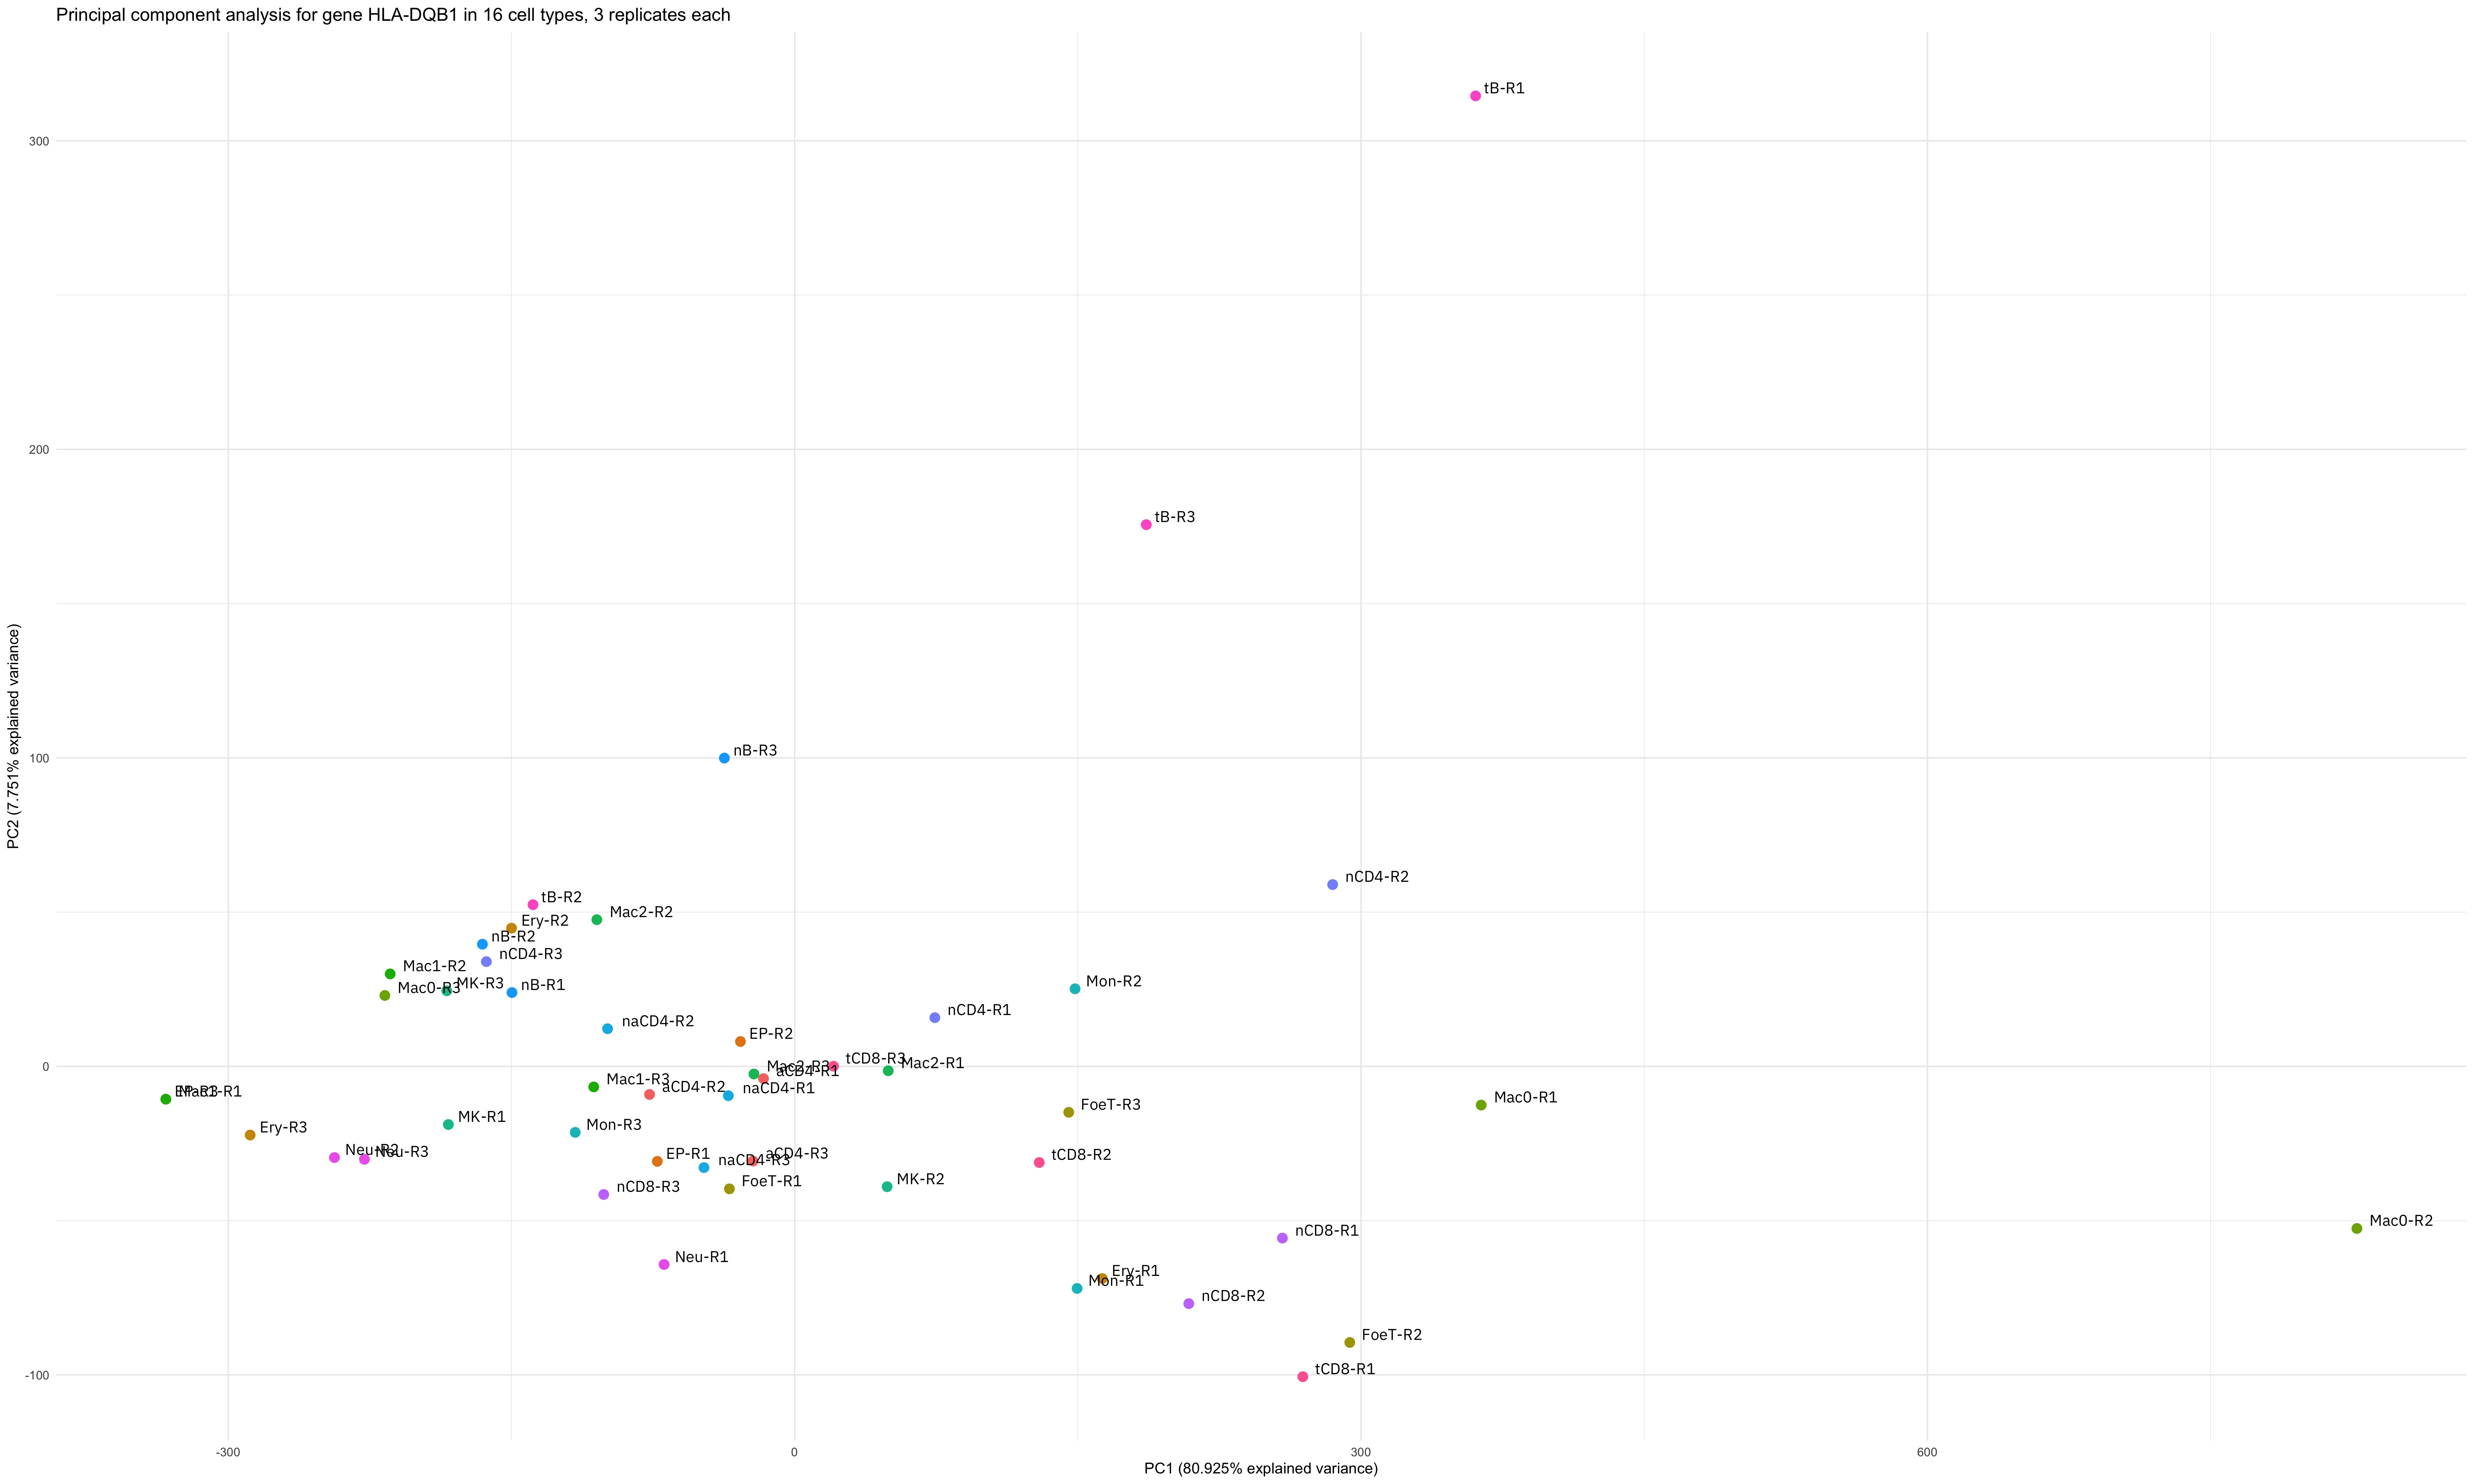 Principal component analysis for gene HLA-DQB1 in 16 cell types, 3 replicates each
tB-R1
300
200
tB-R3
PC2 (7.751% explained variance)
100
nB-R3
nCD4-R2
tB-R2
Mac2-R2
Ery-R2
nB-R2
nCD4-R3
Mac1-R2
MK-R3
Mac0-R3
nB-R1
Mon-R2
nCD4-R1
naCD4-R2
EP-R2
0
tCD8-R3
Mac2-R1
Mac2-R3
aCD4-R1
Mac1-R3
aCD4-R2
naCD4-R1
EP-R3
Mac1-R1
Mac0-R1
FoeT-R3
MK-R1
Ery-R3
Mon-R3
Neu-R2
Neu-R3
EP-R1
naCD4-R3
aCD4-R3
tCD8-R2
nCD8-R3
FoeT-R1
MK-R2
Mac0-R2
nCD8-R1
Neu-R1
Ery-R1
Mon-R1
nCD8-R2
FoeT-R2
-100
tCD8-R1
-300
0
300
600
PC1 (80.925% explained variance)